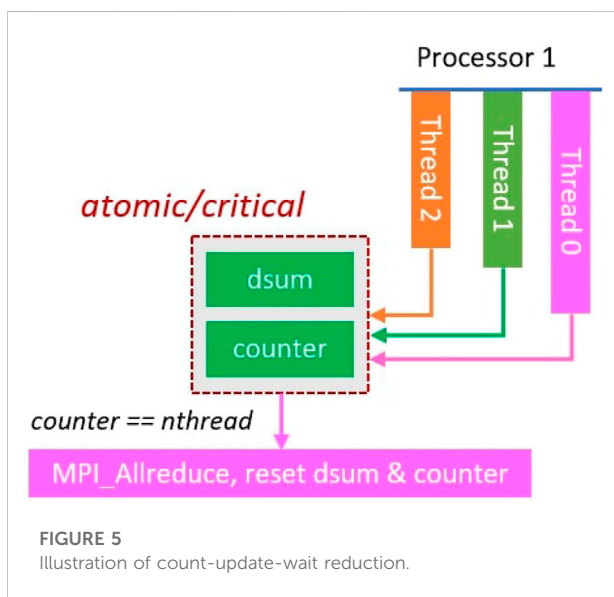 Processor 1
Thread 2
Thread 1
Thread 0
atomic/critical
dsum
counter
counter == nthread
MPI_Allreduce, reset dsum & counter
FIGURE 5
Illustration of count-update-wait reduction.